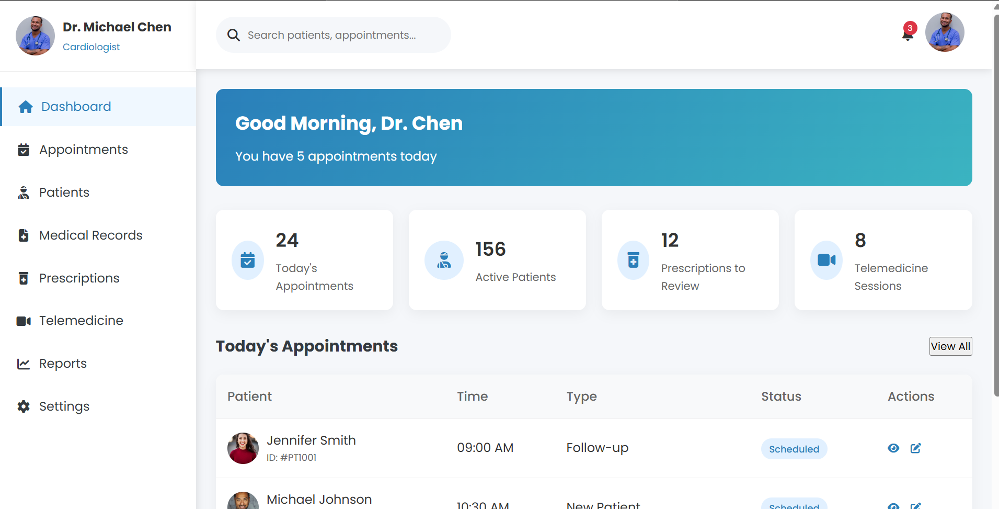 Dr. Michael Chen
Cardiologist
Search patients, appointments...
3
Dashboard
Appointments
Patients
Medical Records
Prescriptions
Telemedicine
Reports
Settings
Good Morning, Dr. Chen
You have 5 appointments today
24
Today's
Appointments
156
Active Patients
12
Prescriptions to
Review
8
Telemedicine
Sessions
Today's Appointments
View All
Patient Time Type Status Actions
Jennifer Smith
ID: #PT1001
09:00 AM Follow-up Scheduled
Michael Johnson
10:30 AM New Patient Scheduled